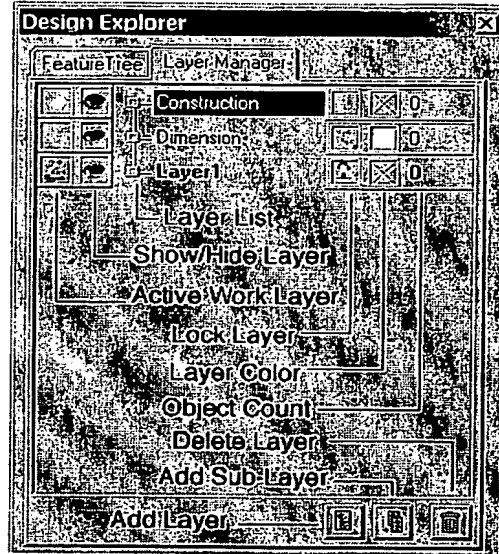 Design Explorer
FeatureTree Layer Manager
Construction 0
Dimension 0
Layer1 0
Layer List
Show/Hide Layer
Active Work Layer
Lock Layer
Layer Color
Object Count
Delete Layer
Add Sub-Layer
Add Layer